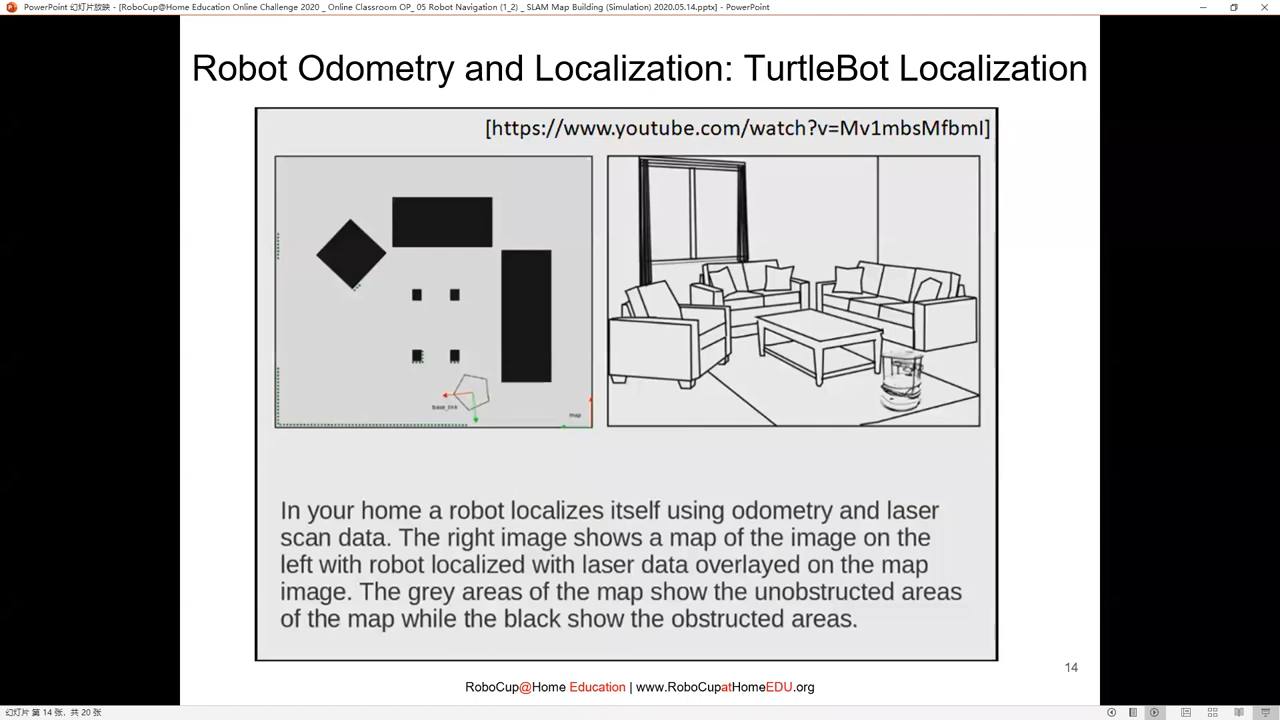 PowerPoint 幻灯片放映 - [RoboCup@Home Education Online Challenge 2020 _ Online Classroom OP_ 05 Robot Navigation (1_2) _ SLAM Map Building (Simulation) 2020.05.14.pptx] - PowerPoint
Robot Odometry and Localization: TurtleBot Localization
[https://www.youtube.com/watch?v=Mv1mbsMfbmI]
base_link
map
In your home a robot localizes itself using odometry and laser
scan data. The right image shows a map of the image on the
left with robot localized with laser data overlayed on the map
image. The grey areas of the map show the unobstructed areas
of the map while the black show the obstructed areas.
14
RoboCup@Home Education | www.RoboCupatHomeEDU.org
幻灯片 第 14 张，共 20 张